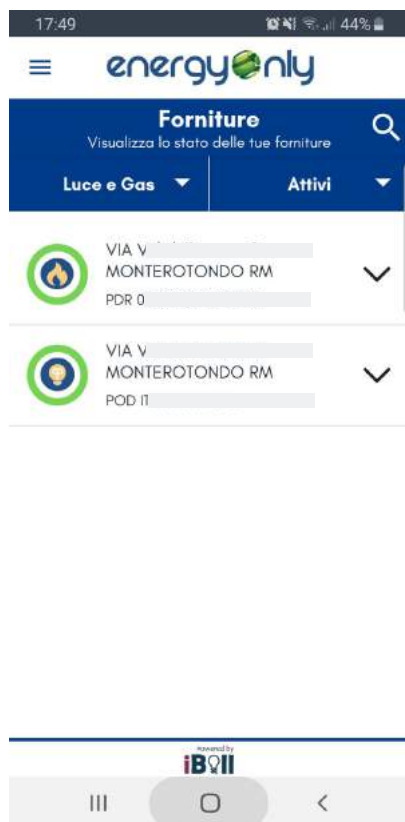 17:49 44%
energyOnly
Forniture
Visualizza lo stato delle tue forniture
Luce e Gas Attivi
VIA V
MONTEROTONDO RM
PDR 0
VIA V
MONTEROTONDO RM
POD IT
Powered by
iBill